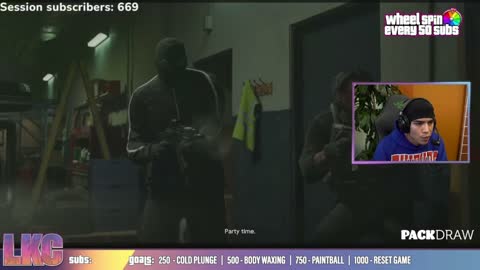 Session subscribers: 669
wheel spin
every 50 subs
Party time.
PACKDRAW
LKC subs: goals: 250 - COLD PLUNGE | 500 - BODY WAXING | 750 - PAINTBALL | 1000 - RESET GAME